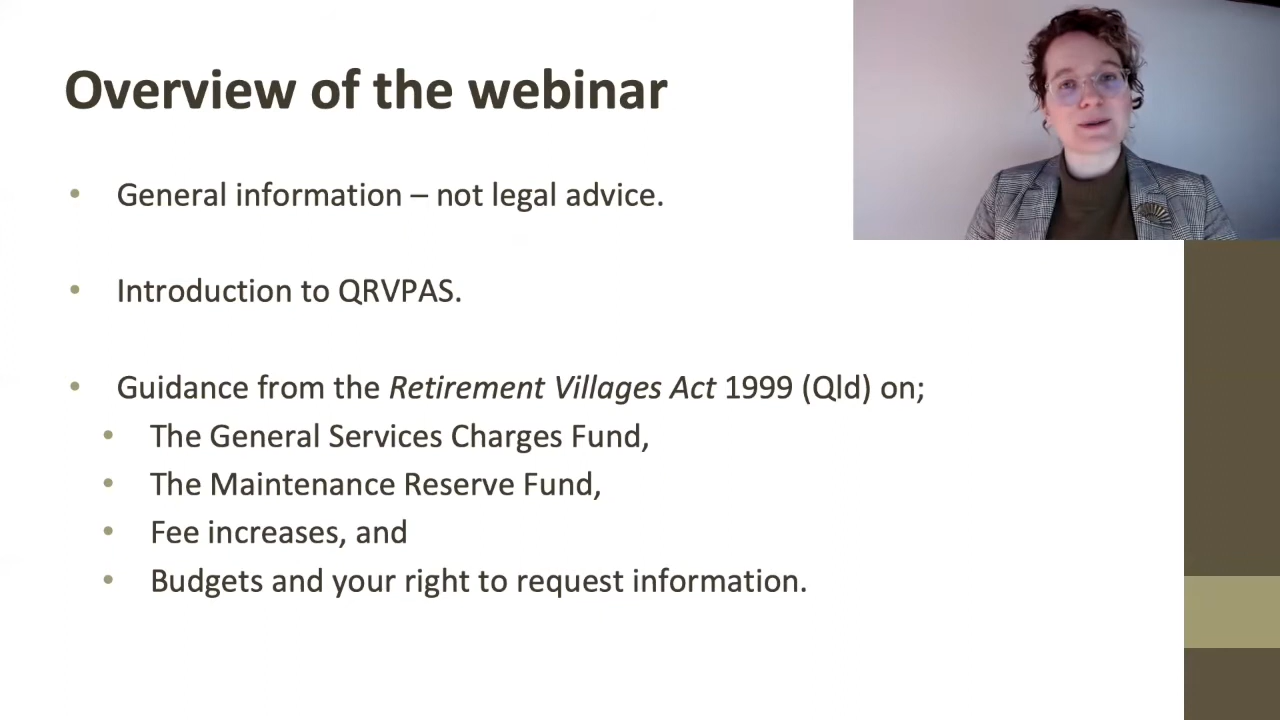 Overview of the webinar
• General information – not legal advice.
• Introduction to QRVPAS.
• Guidance from the Retirement Villages Act 1999 (Qld) on;
• The General Services Charges Fund,
• The Maintenance Reserve Fund,
• Fee increases, and
• Budgets and your right to request information.